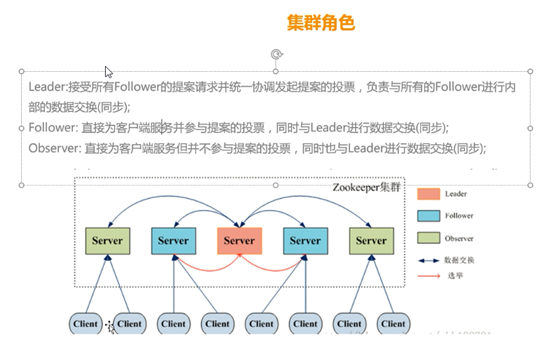 集群角色
Leader:接受所有Follower的提案请求并统一协调发起提案的投票，负责与所有的Follower进行内
部的数据交换(同步);
Follower: 直接为客户端服务并参与提案的投票，同时与Leader进行数据交换(同步);
Observer: 直接为客户端服务但并不参与提案的投票，同时也与Leader进行数据交换(同步);
Zookeeper集群
Leader
Follower
Observer
数据交换
选举
Server Server Server Server Server
Client Client Client Client Client Client Client Client